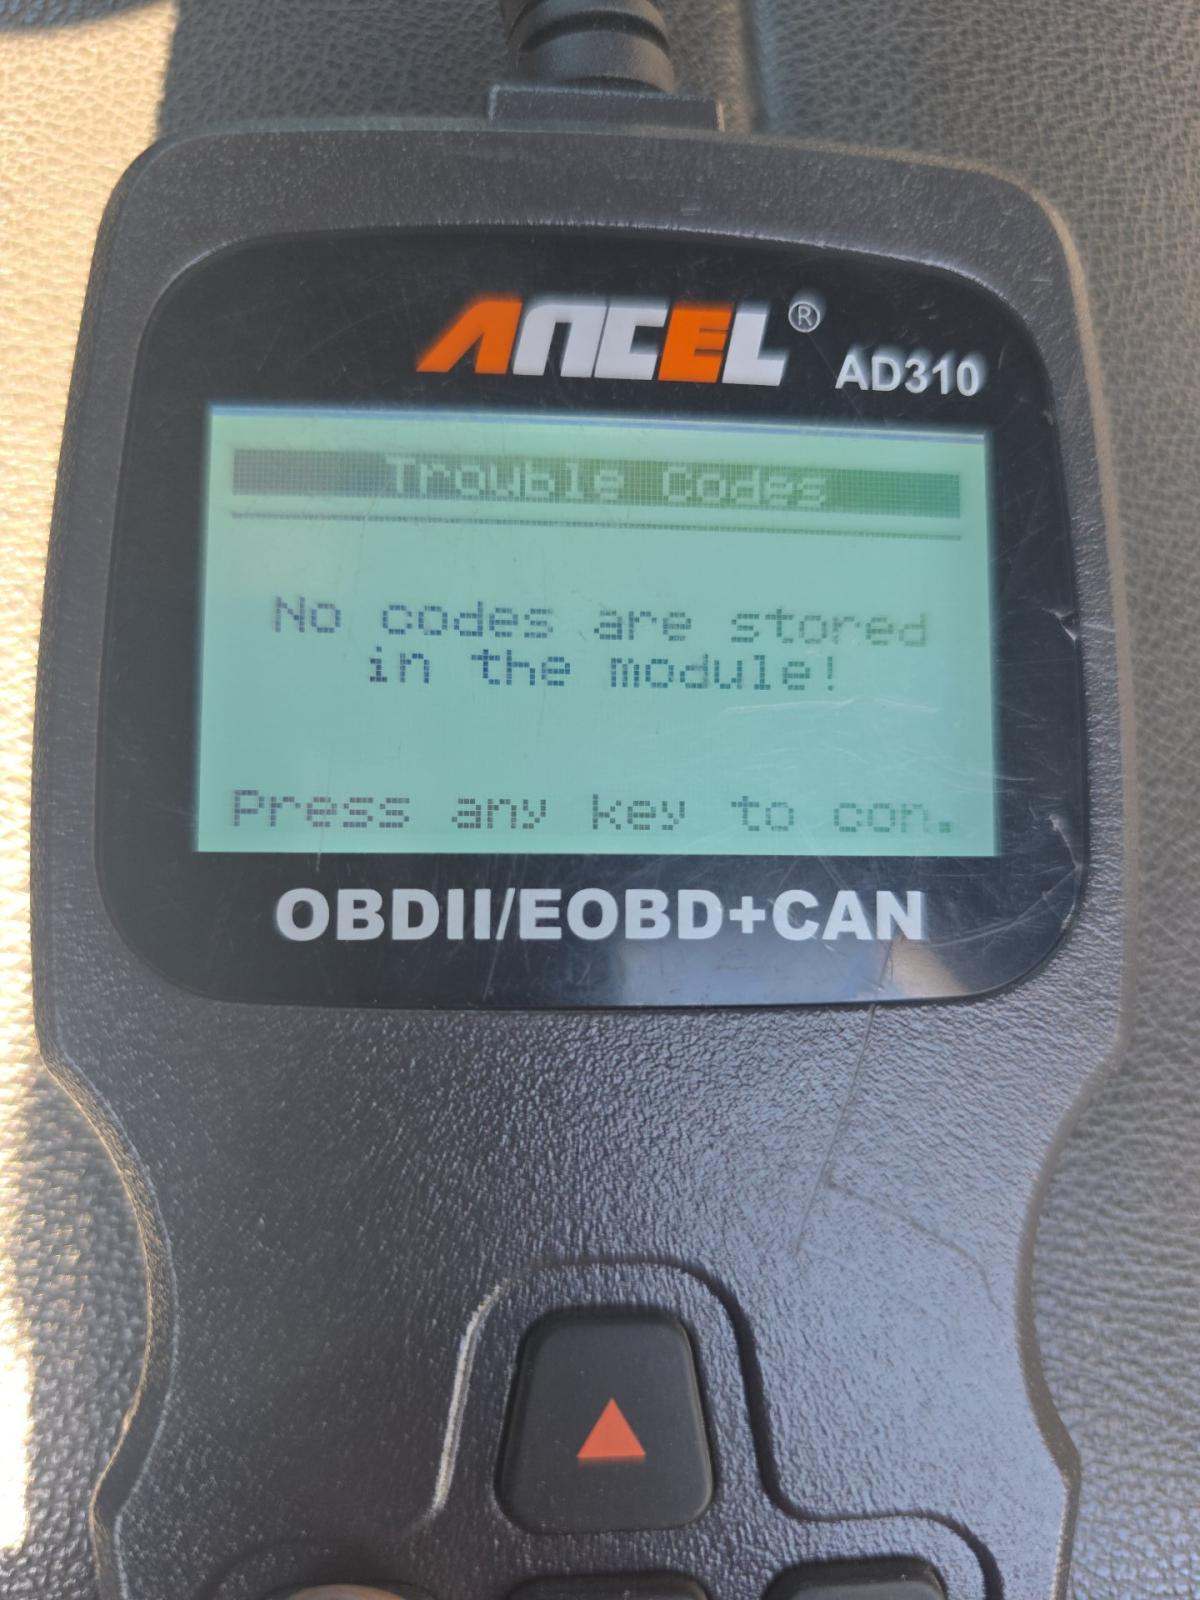 ANCEL® AD310
Trouble Codes
No codes are stored
in the module!
Press any key to con.
OBDII/EOBD+CAN